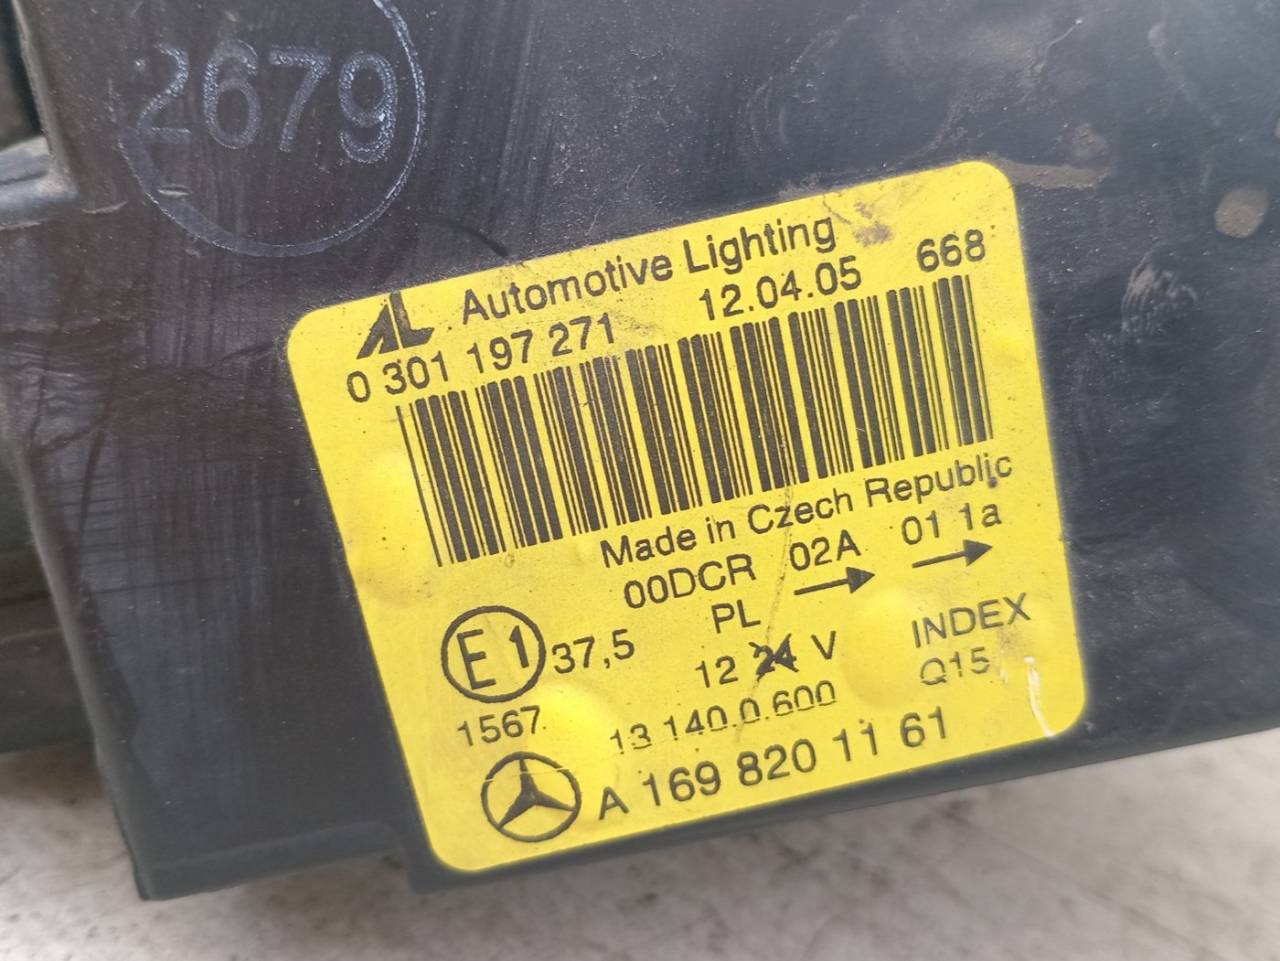 2679
AL Automotive Lighting
0 301 197 271 12.04.05 668
Made in Czech Republic
00DCR 02A 01 1a
PL
E1 37,5 12 24 V INDEX
1567 13 140.0.600 Q15
A 169 820 11 61